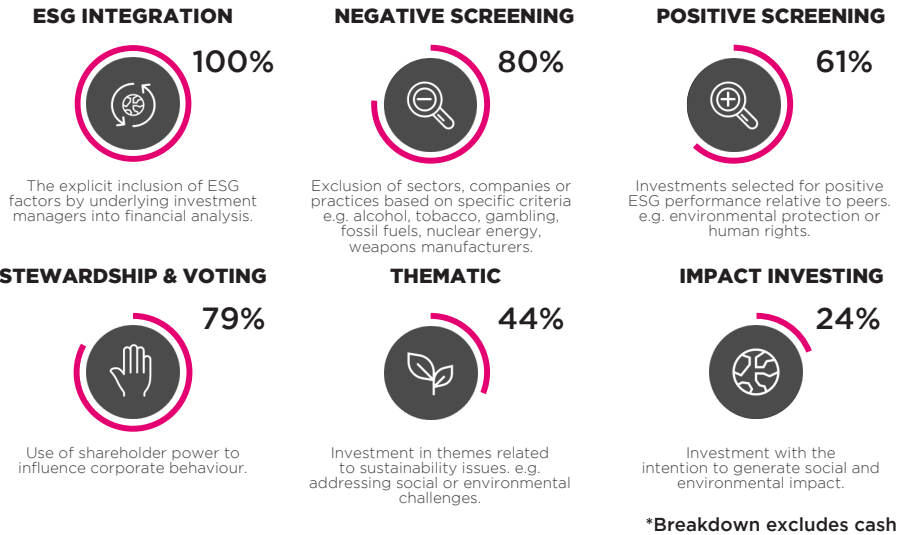 ESG INTEGRATION
100%
The explicit inclusion of ESG
factors by underlying investment
managers into financial analysis.
NEGATIVE SCREENING
80%
Exclusion of sectors, companies or
practices based on specific criteria
e.g. alcohol, tobacco, gambling,
fossil fuels, nuclear energy,
weapons manufacturers.
POSITIVE SCREENING
61%
Investments selected for positive
ESG performance relative to peers.
e.g. environmental protection or
human rights.
STEWARDSHIP & VOTING
79%
Use of shareholder power to
influence corporate behaviour.
THEMATIC
44%
Investment in themes related
to sustainability issues. e.g.
addressing social or environmental
challenges.
IMPACT INVESTING
24%
Investment with the
intention to generate social and
environmental impact.
*Breakdown excludes cash